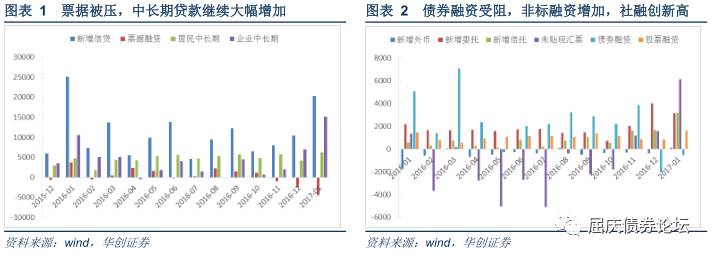 图表 1 票据被压，中长期贷款继续大幅增加
新增信贷 票据融资 居民中长期 企业中长期
30000
25000
20000
15000
10000
5000
0
-5000
-10000
2015-12 2016-01 2016-02 2016-03 2016-04 2016-05 2016-06 2016-07 2016-08 2016-09 2016-10 2016-11 2016-12 2017-01
资料来源：wind，华创证券
图表 2 债券融资受阻，非标融资增加，社融创新高
新增外币 新增委托 新增信托 未贴现汇票 债券融资 股票融资
8000
6000
4000
2000
0
-2000
-4000
-6000
2016-01 2016-02 2016-03 2016-04 2016-05 2016-06 2016-07 2016-08 2016-09 2016-10 2016-11 2016-12 2017-01
屈庆债券论坛
资料来源：wind，华创证券